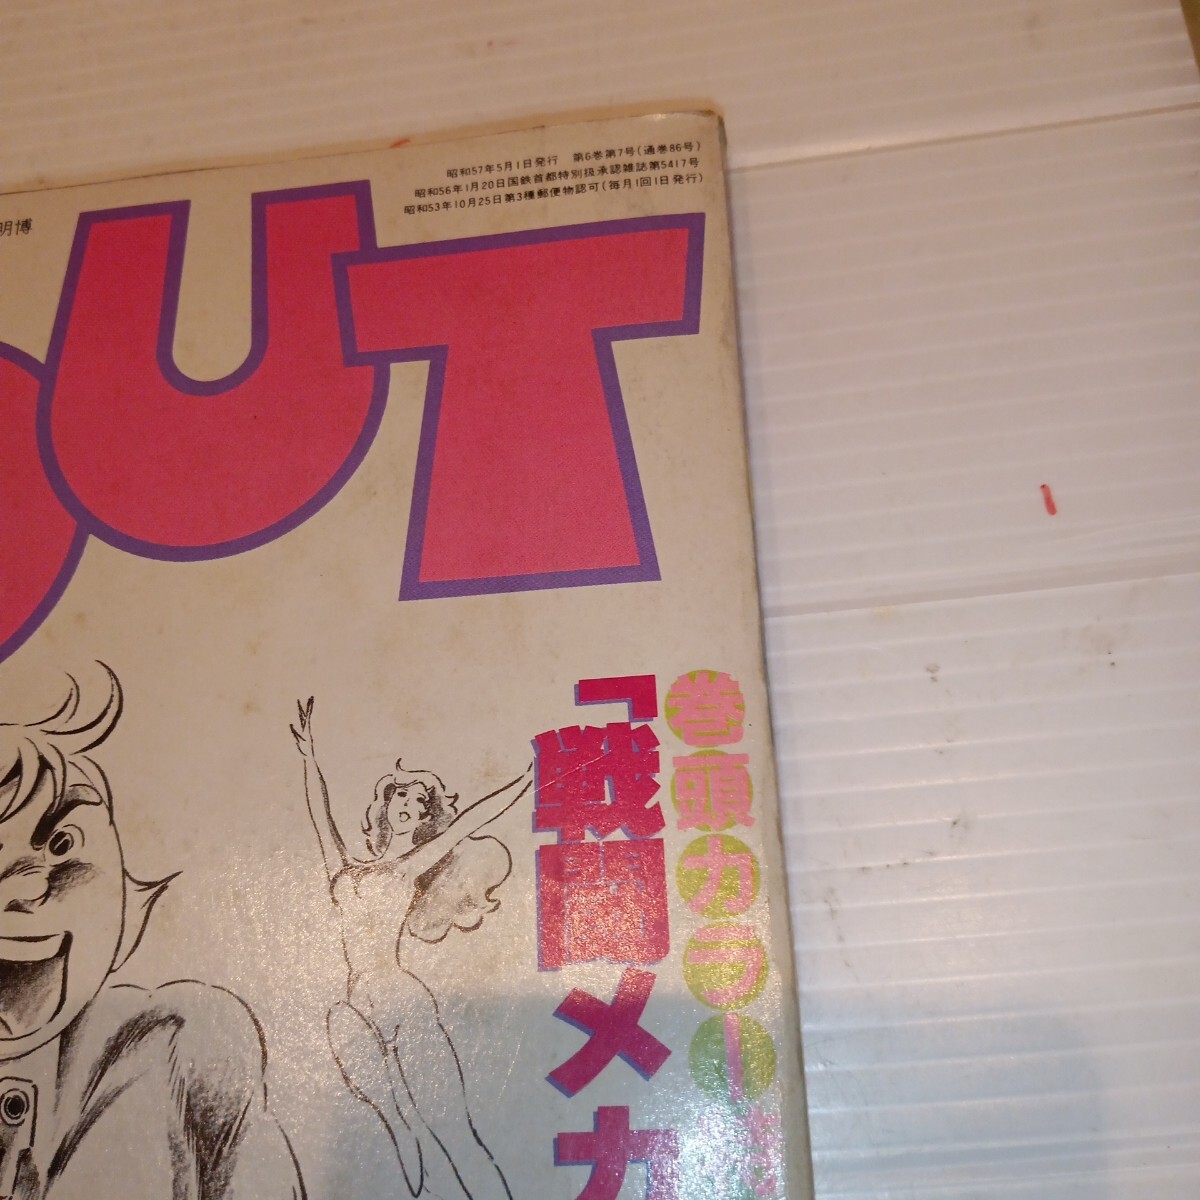 昭和57年5月1日発行 第6巻第7号(通巻86号)
昭和56年1月20日国鉄首都特別扱承認雑誌第5417号
昭和53年10月25日第3種郵便物認可(毎月1回1日発行)
明博
OUT
巻頭カラー
「戦闘メカ